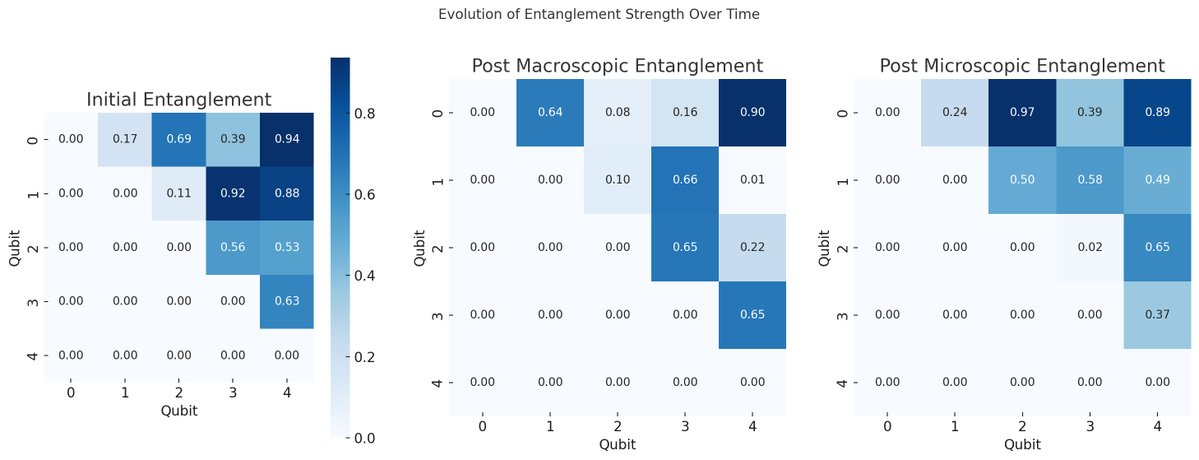 Evolution of Entanglement Strength Over Time
Initial Entanglement
0 0.00 0.17 0.69 0.39 0.94
1 0.00 0.00 0.11 0.92 0.88
2 0.00 0.00 0.00 0.56 0.53
3 0.00 0.00 0.00 0.00 0.63
4 0.00 0.00 0.00 0.00 0.00
0 1 2 3 4
Qubit
Qubit
0.8
0.6
0.4
0.2
0.0
Post Macroscopic Entanglement
0 0.00 0.64 0.08 0.16 0.90
1 0.00 0.00 0.10 0.66 0.01
2 0.00 0.00 0.00 0.65 0.22
3 0.00 0.00 0.00 0.00 0.65
4 0.00 0.00 0.00 0.00 0.00
0 1 2 3 4
Qubit
Qubit
Post Microscopic Entanglement
0 0.00 0.24 0.97 0.39 0.89
1 0.00 0.00 0.50 0.58 0.49
2 0.00 0.00 0.00 0.02 0.65
3 0.00 0.00 0.00 0.00 0.37
4 0.00 0.00 0.00 0.00 0.00
0 1 2 3 4
Qubit
Qubit